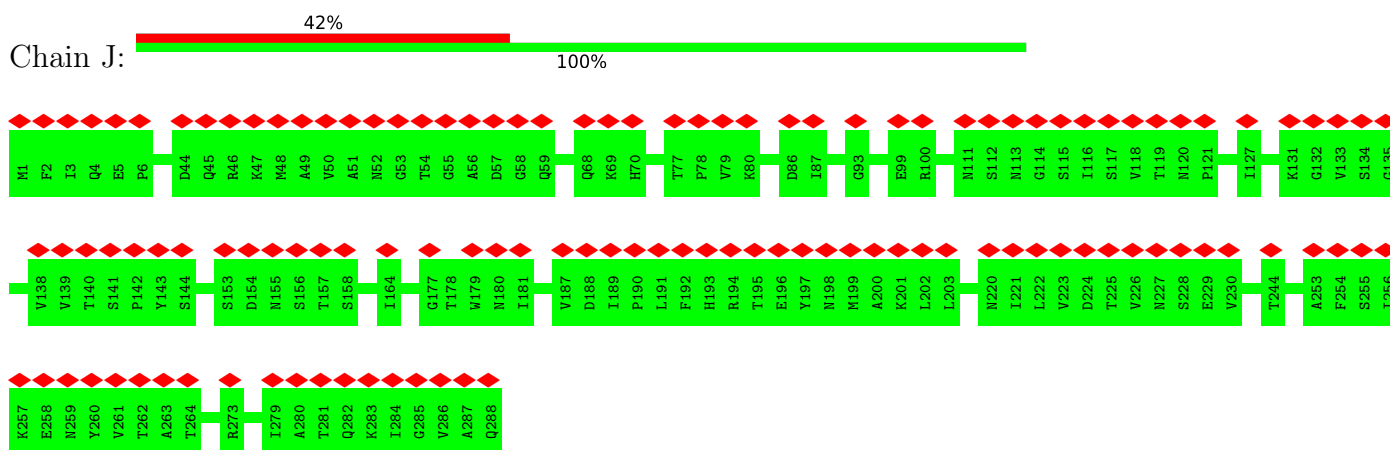 42%
Chain J:
100%
M1 F2 I3 Q4 E5 P6 D44 Q45 R46 K47 M48 A49 V50 A51 N52 G53 T54 G55 A56 D57 G58 Q59 Q68 K69 H70 T77 P78 V79 K80 D86 I87 G93 E99 R100 N111 S112 N113 G114 S115 I116 S117 V118 T119 N120 P121 I127 K131 G132 V133 S134 G135
V138 V139 T140 S141 P142 Y143 S144 S153 D154 N155 S156 T157 S158 I164 G177 T178 W179 N180 I181 V187 D188 I189 P190 L191 F192 H193 R194 T195 E196 Y197 N198 M199 A200 K201 L202 L203 N220 I221 L222 V223 D224 T225 V226 N227 S228 E229 V230 T244 A253 F254 S255 I256
K257 E258 N259 Y260 V261 T262 A263 T264 R273 I279 A280 T281 Q282 K283 I284 G285 V286 A287 Q288